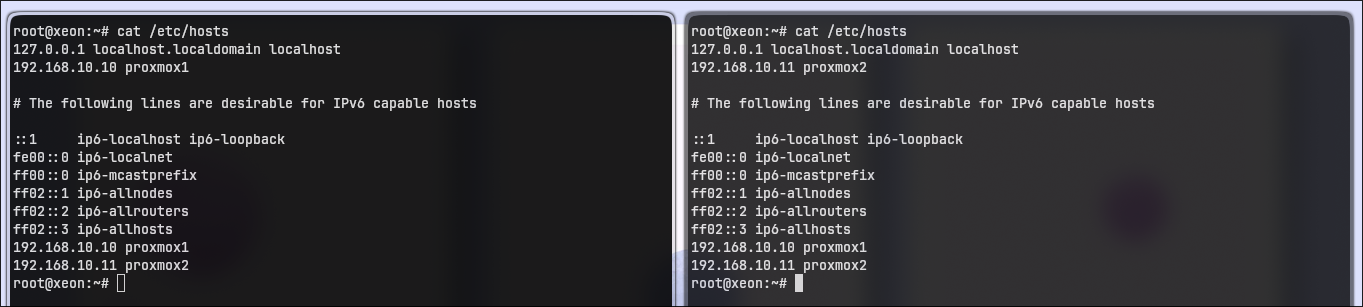 root@xeon:~# cat /etc/hosts
127.0.0.1 localhost.localdomain localhost
192.168.10.10 proxmox1
# The following lines are desirable for IPv6 capable hosts
::1     ip6-localhost ip6-loopback
fe00::0 ip6-localnet
ff00::0 ip6-mcastprefix
ff02::1 ip6-allnodes
ff02::2 ip6-allrouters
ff02::3 ip6-allhosts
192.168.10.10 proxmox1
192.168.10.11 proxmox2
root@xeon:~#
root@xeon:~# cat /etc/hosts
127.0.0.1 localhost.localdomain localhost
192.168.10.11 proxmox2
# The following lines are desirable for IPv6 capable hosts
::1     ip6-localhost ip6-loopback
fe00::0 ip6-localnet
ff00::0 ip6-mcastprefix
ff02::1 ip6-allnodes
ff02::2 ip6-allrouters
ff02::3 ip6-allhosts
192.168.10.10 proxmox1
192.168.10.11 proxmox2
root@xeon:~#